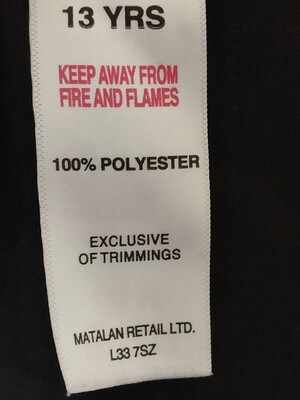 13 YRS
KEEP AWAY FROM
FIRE AND FLAMES
100% POLYESTER
EXCLUSIVE
OF TRIMMINGS
MATALAN RETAIL LTD.
L33 7SZ